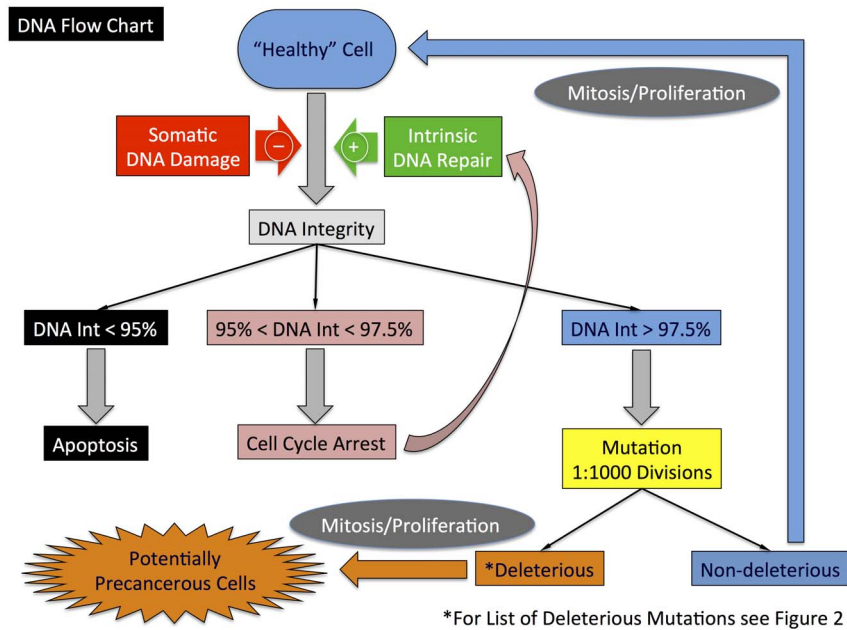 DNA Flow Chart
“Healthy” Cell
Mitosis/Proliferation
Somatic
DNA Damage
−
+
Intrinsic
DNA Repair
DNA Integrity
DNA Int < 95%
95% < DNA Int < 97.5%
DNA Int > 97.5%
Apoptosis
Cell Cycle Arrest
Mutation
1:1000 Divisions
Mitosis/Proliferation
Potentially
Precancerous Cells
*Deleterious
Non-deleterious
*For List of Deleterious Mutations see Figure 2